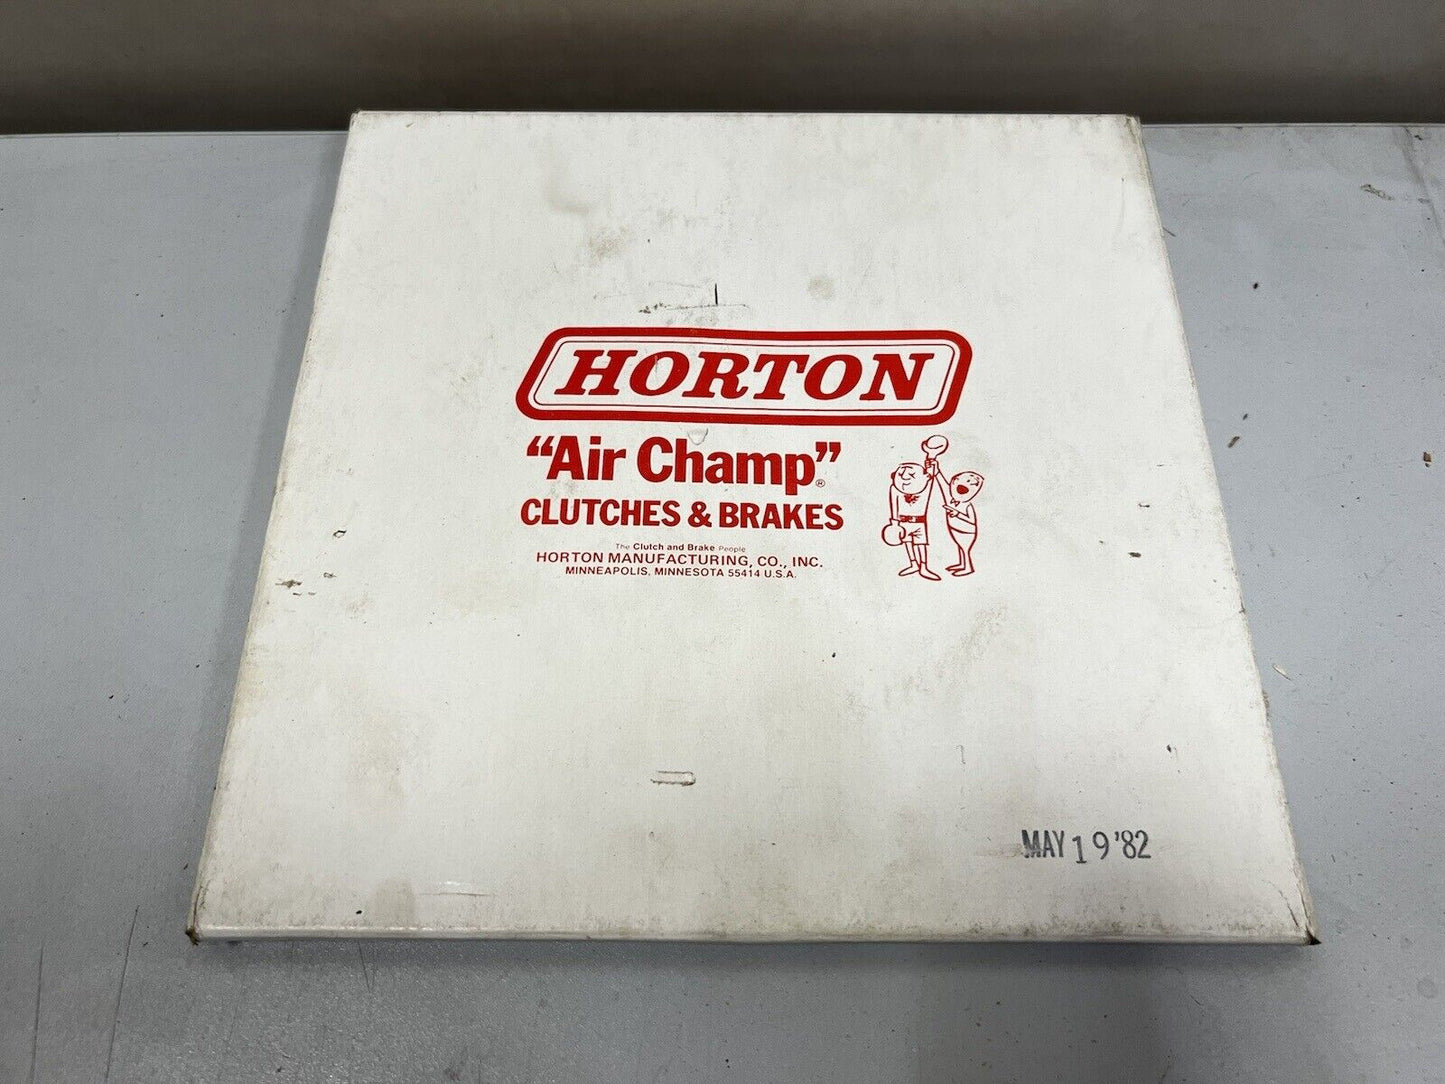 HORTON
"Air Champ"®
CLUTCHES & BRAKES
The Clutch and Brake People
HORTON MANUFACTURING, CO., INC.
MINNEAPOLIS, MINNESOTA 55414 U.S.A.
MAY 19 '82